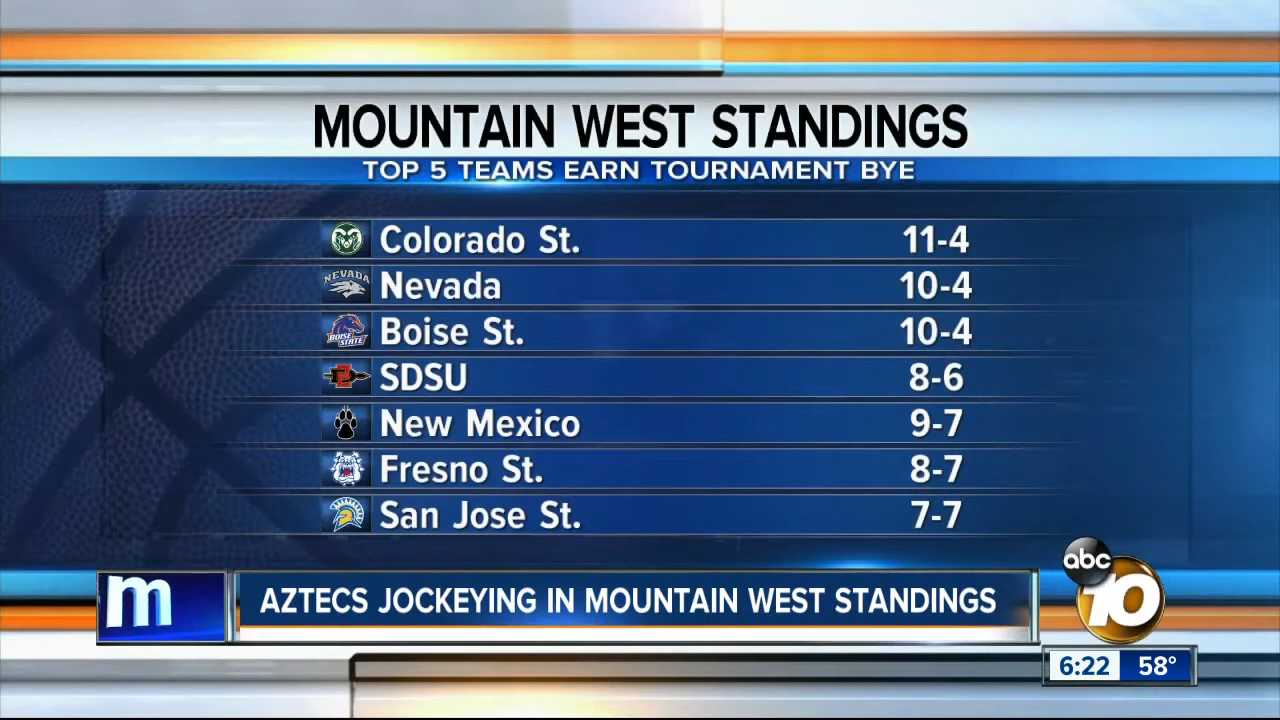 MOUNTAIN WEST STANDINGS
TOP 5 TEAMS EARN TOURNAMENT BYE
Colorado St. 11-4
NEVADA Nevada 10-4
BOISE STATE Boise St. 10-4
SDSU 8-6
New Mexico 9-7
Fresno St. 8-7
San Jose St. 7-7
m AZTECS JOCKEYING IN MOUNTAIN WEST STANDINGS
abc
10
6:22 58°